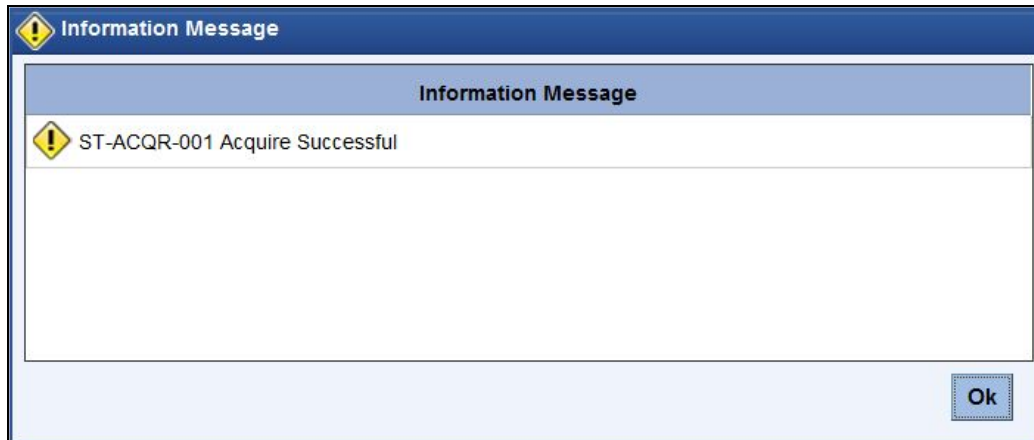 Information Message
Information Message
ST-ACQR-001 Acquire Successful
Ok